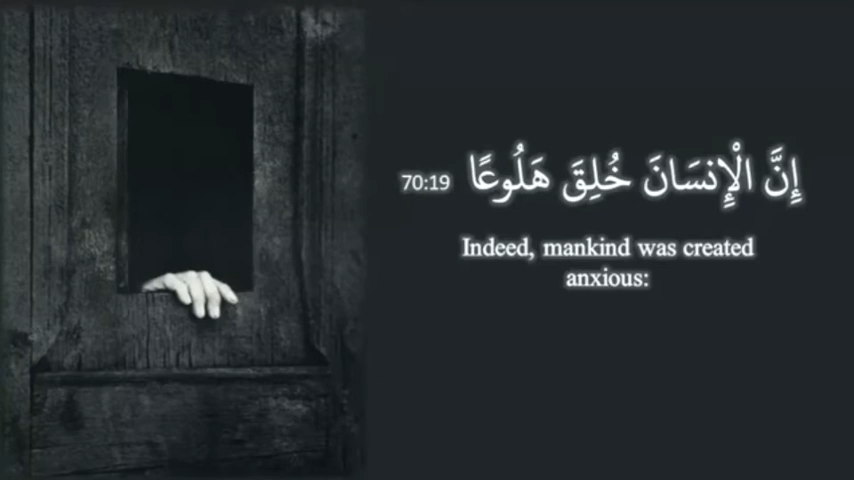 إِنَّ الْإِنسَانَ خُلِقَ هَلُوعًا 70:19
Indeed, mankind was created
anxious: